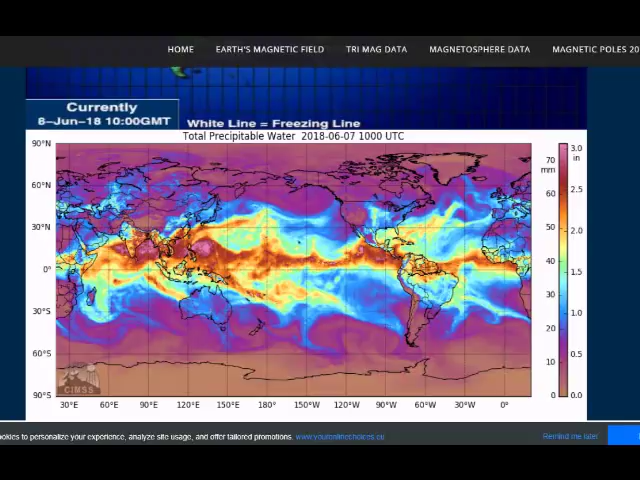 HOME EARTH'S MAGNETIC FIELD TRI MAG DATA MAGNETOSPHERE DATA MAGNETIC POLES 20
Currently
8-Jun-18 10:00GMT
White Line = Freezing Line
Total Precipitable Water 2018-06-07 1000 UTC
90°N
60°N
30°N
0°
30°S
60°S
90°S
30°E 60°E 90°E 120°E 150°E 180° 150°W 120°W 90°W 60°W 30°W 0°
70
mm
60
50
40
30
20
10
0
3.0
in
2.5
2.0
1.5
1.0
0.5
0.0
CIMSS
okies to personalize your experience, analyze site usage, and offer tailored promotions. www.youronlinechoices.eu
Remind me later